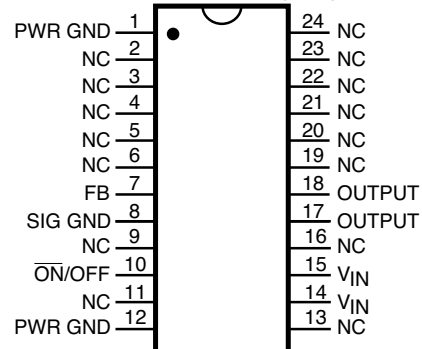 PWR GND 1 24 NC
NC 2 23 NC
NC 3 22 NC
NC 4 21 NC
NC 5 20 NC
NC 6 19 NC
FB 7 18 OUTPUT
SIG GND 8 17 OUTPUT
NC 9 16 NC
O̅N̅/OFF 10 15 VIN
NC 11 14 VIN
PWR GND 12 13 NC